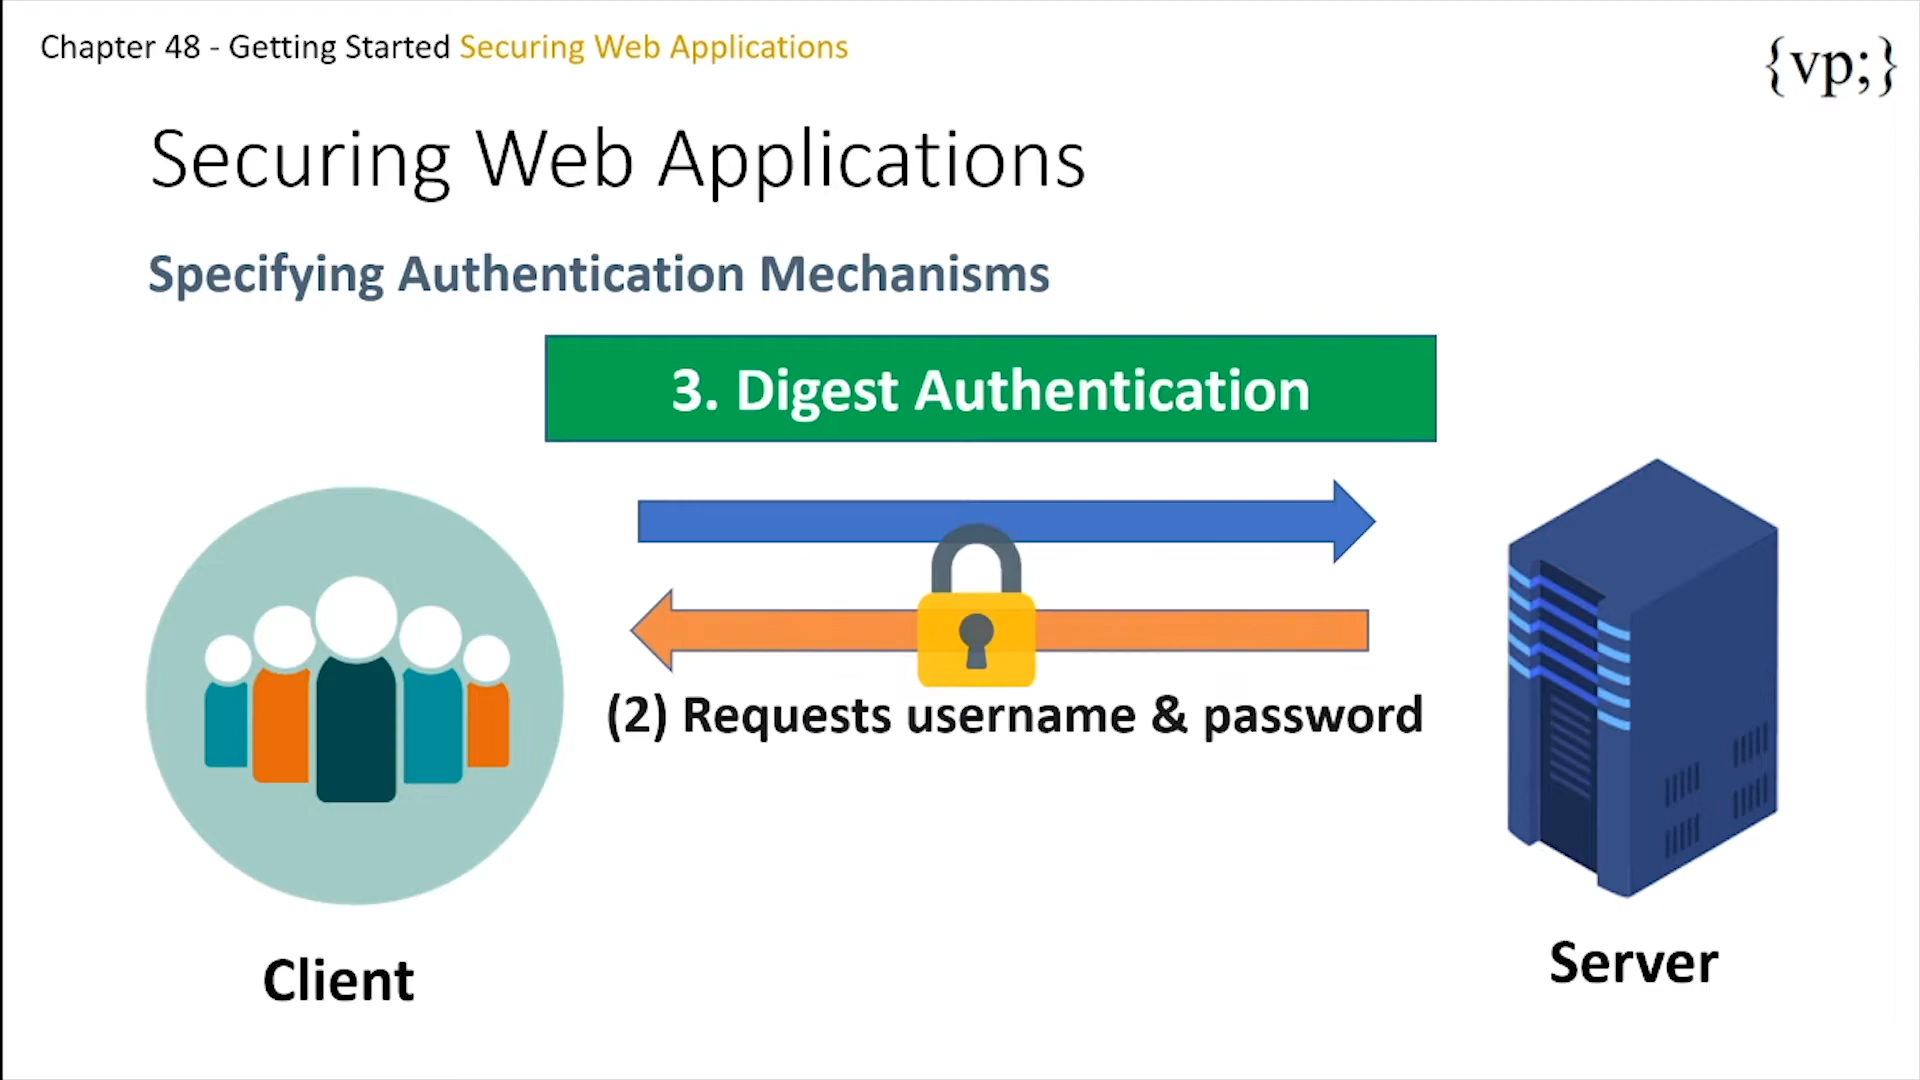 Chapter 48 - Getting Started Securing Web Applications
{vp;}
Securing Web Applications
Specifying Authentication Mechanisms
3. Digest Authentication
(2) Requests username & password
Client
Server